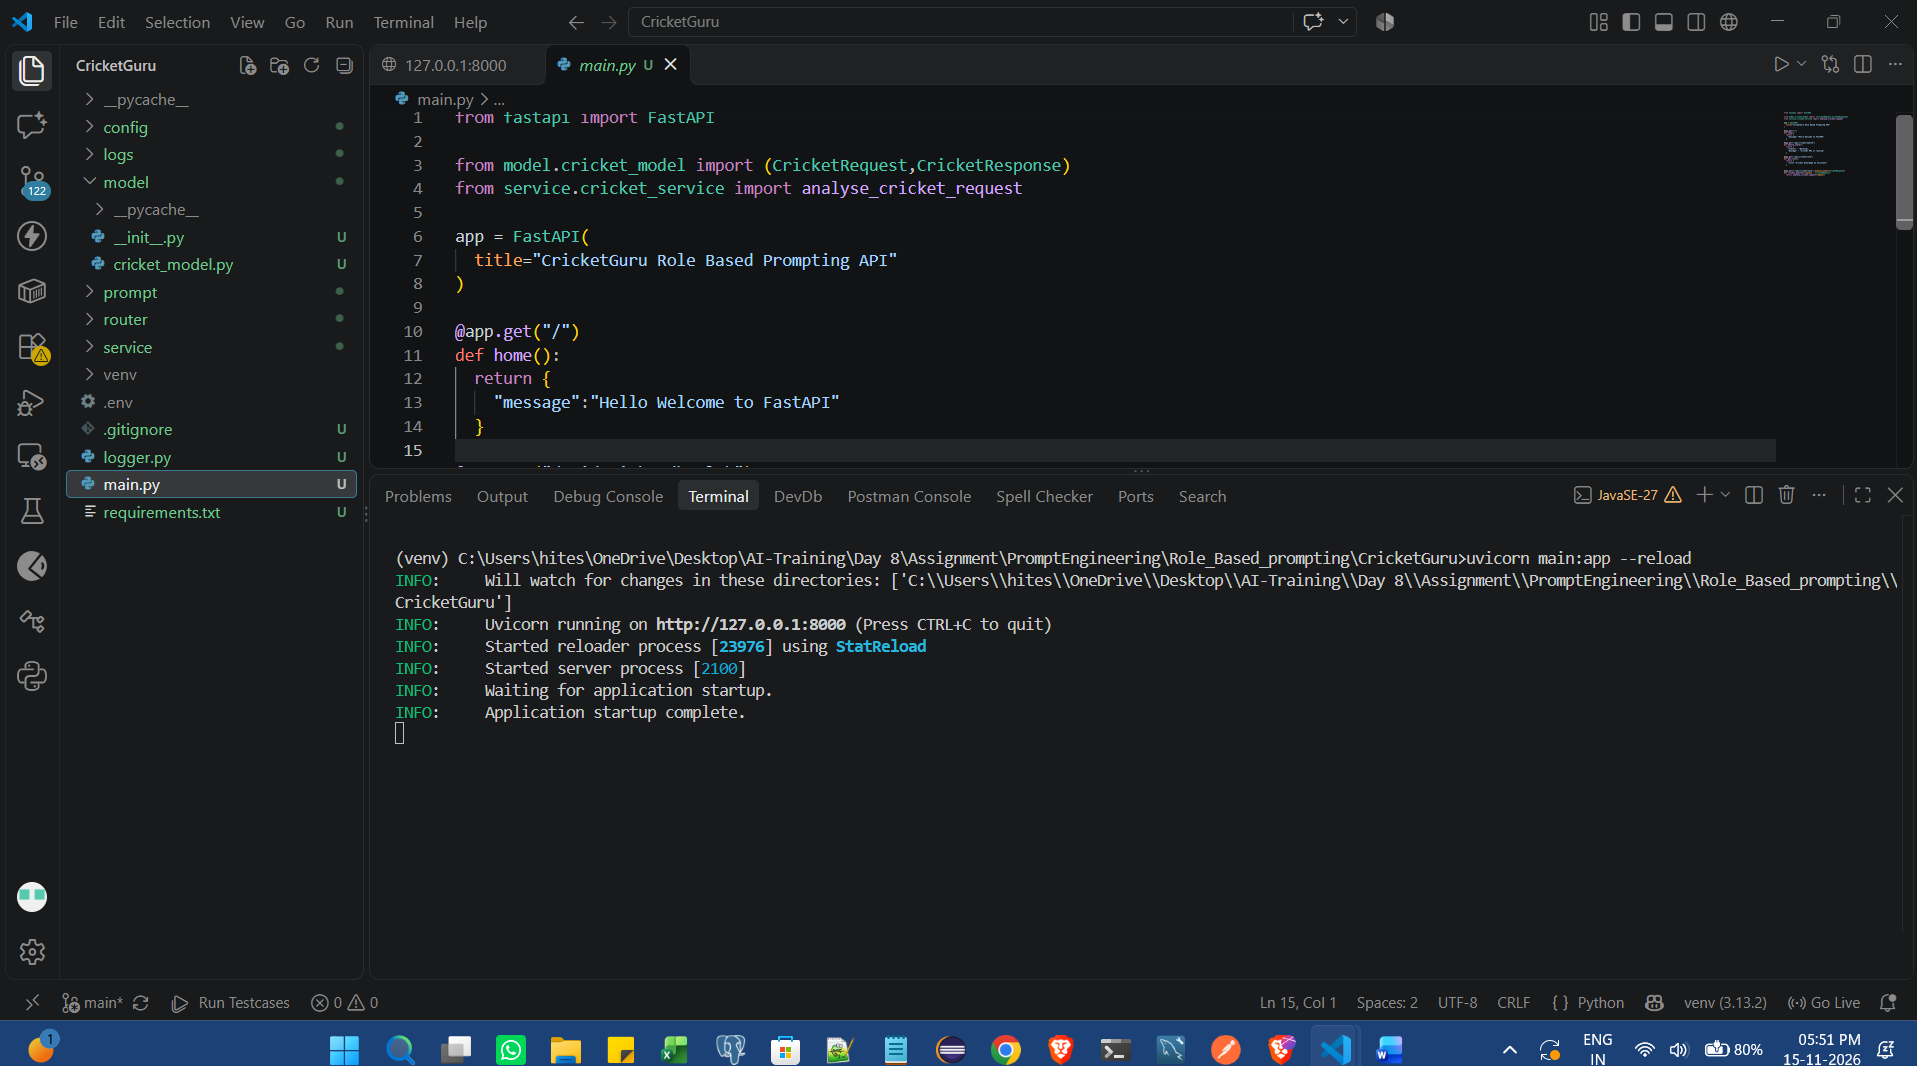 File Edit Selection View Go Run Terminal Help
CricketGuru
CricketGuru
127.0.0.1:8000
main.py U
__pycache__
config
logs
model
__pycache__
__init__.py U
cricket_model.py U
prompt
router
service
venv
.env
.gitignore U
logger.py U
main.py U
requirements.txt U
122
main.py > ...
1 from fastapi import FastAPI
2
3 from model.cricket_model import (CricketRequest,CricketResponse)
4 from service.cricket_service import analyse_cricket_request
5
6 app = FastAPI(
7 title="CricketGuru Role Based Prompting API"
8 )
9
10 @app.get("/")
11 def home():
12 return {
13 "message":"Hello Welcome to FastAPI"
14 }
15
Problems Output Debug Console Terminal DevDb Postman Console Spell Checker Ports Search
JavaSE-27
(venv) C:\Users\hites\OneDrive\Desktop\AI-Training\Day 8\Assignment\PromptEngineering\Role_Based_prompting\CricketGuru>uvicorn main:app --reload
INFO: Will watch for changes in these directories: ['C:\\Users\\hites\\OneDrive\\Desktop\\AI-Training\\Day 8\\Assignment\\PromptEngineering\\Role_Based_prompting\\
CricketGuru']
INFO: Uvicorn running on http://127.0.0.1:8000 (Press CTRL+C to quit)
INFO: Started reloader process [23976] using StatReload
INFO: Started server process [2100]
INFO: Waiting for application startup.
INFO: Application startup complete.
main* Run Testcases 0 0
Ln 15, Col 1 Spaces: 2 UTF-8 CRLF { } Python venv (3.13.2) Go Live
1
ENG
IN
80%
05:51 PM
15-11-2026